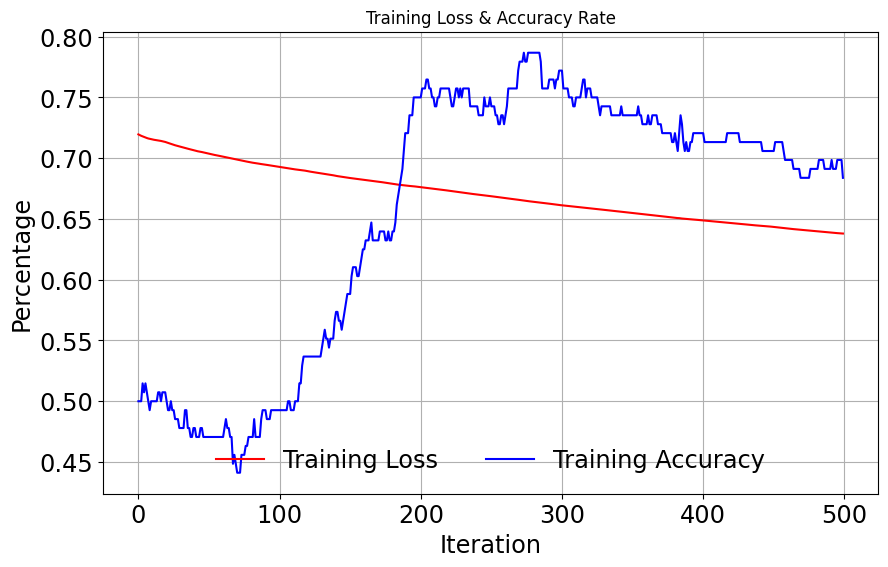 Training Loss & Accuracy Rate
0.80
0.75
0.70
0.65
0.60
0.55
0.50
0.45
Percentage
Training Loss Training Accuracy
0 100 200 300 400 500
Iteration